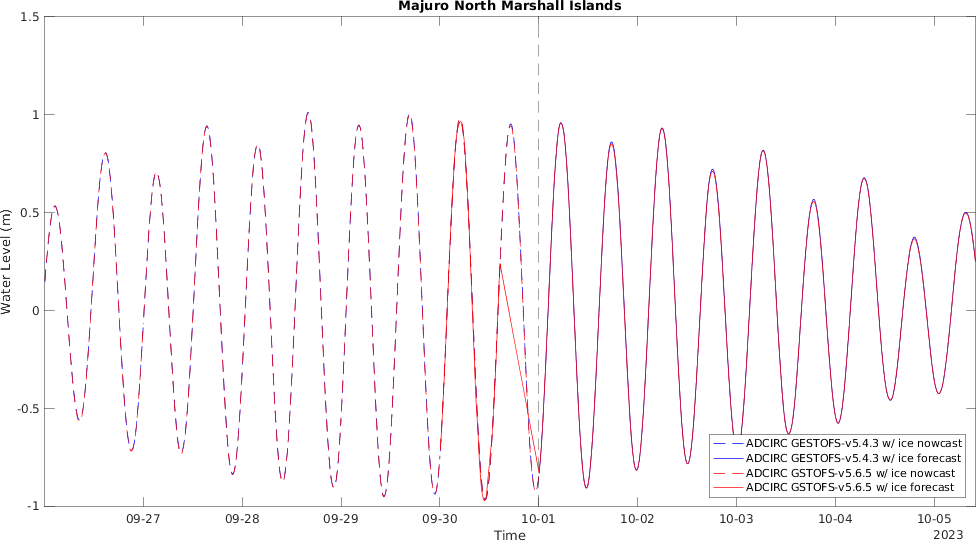 Majuro North Marshall Islands
1.5
1
0.5
0
-0.5
-1
Water Level (m)
ADCIRC GESTOFS-v5.4.3 w/ ice nowcast
ADCIRC GESTOFS-v5.4.3 w/ ice forecast
ADCIRC GSTOFS-v5.6.5 w/ ice nowcast
ADCIRC GSTOFS-v5.6.5 w/ ice forecast
09-27 09-28 09-29 09-30 10-01 10-02 10-03 10-04 10-05
Time
2023